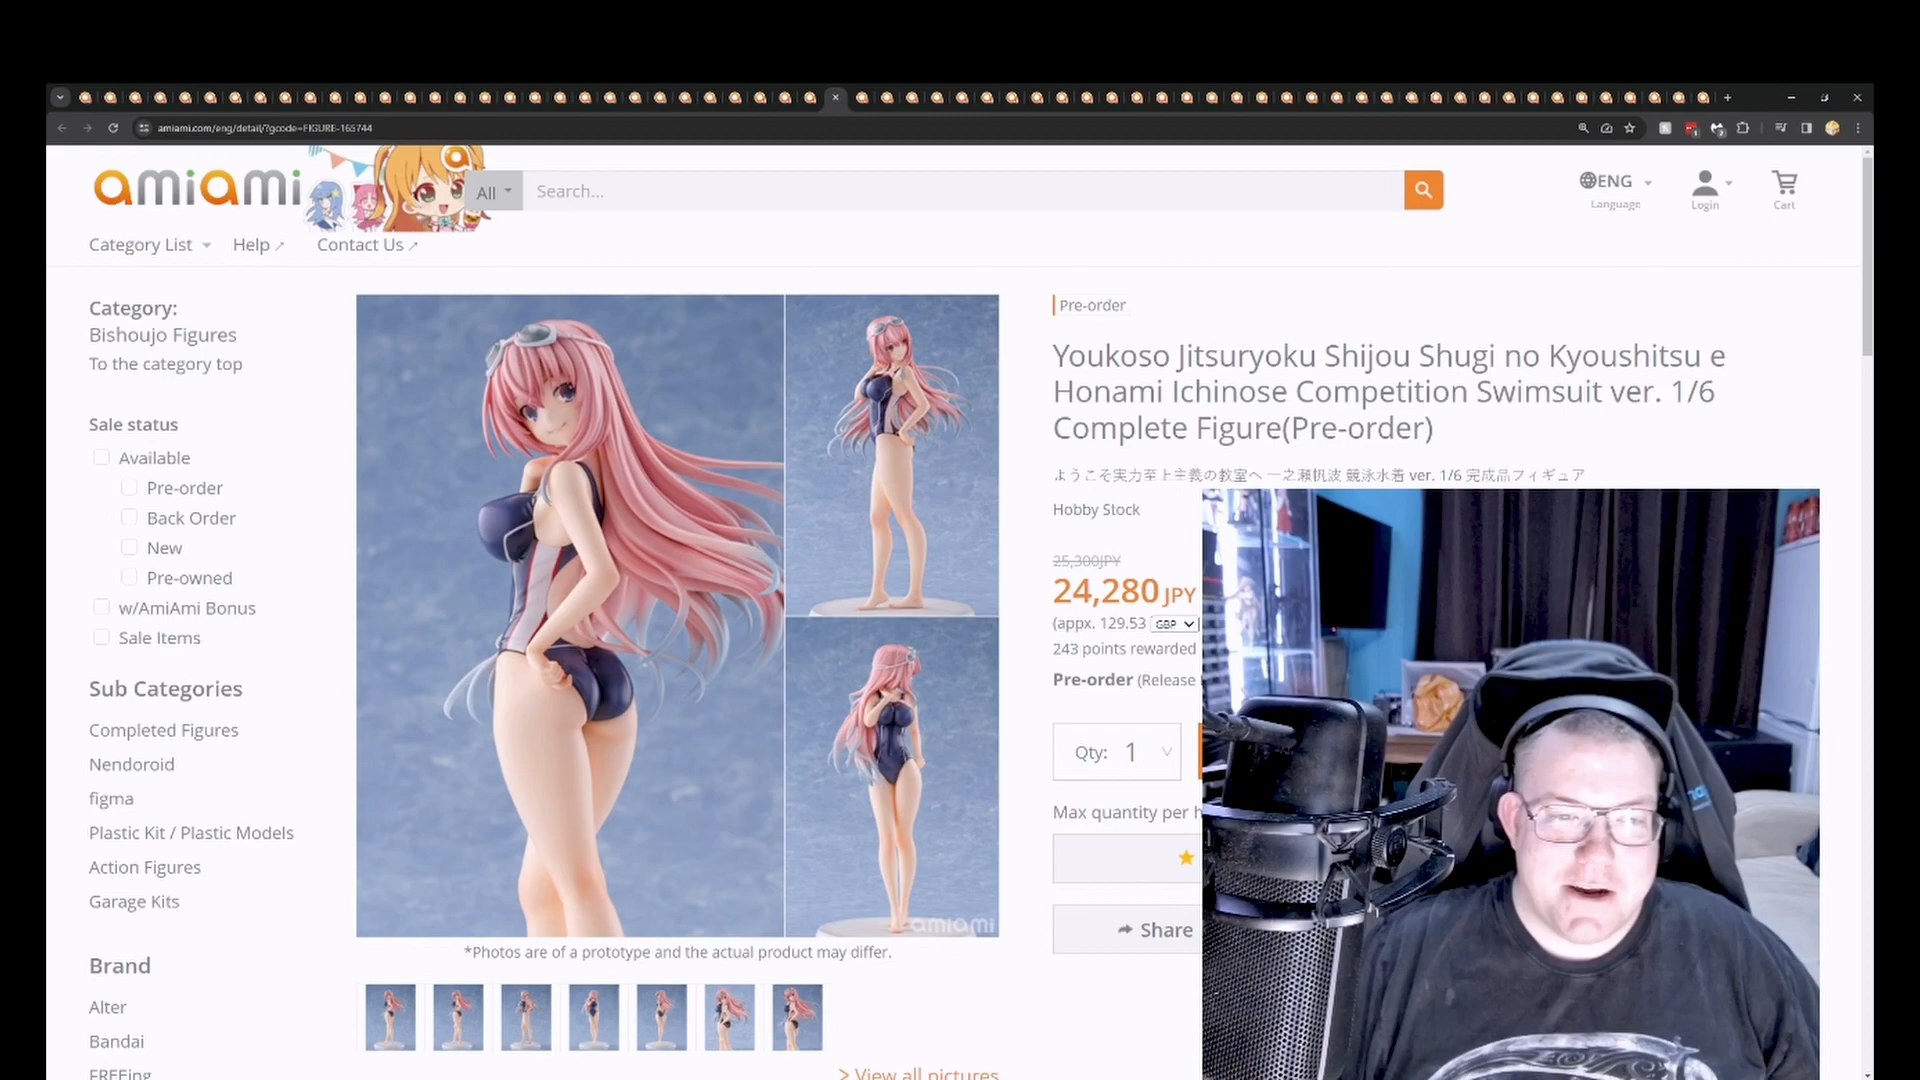 amiami.com/eng/detail/?gcode=FIGURE-165744
amiami
All
Search...
ENG
Language
Login
Cart
Category List
Help
Contact Us
Category:
Bishoujo Figures
To the category top
Sale status
Available
Pre-order
Back Order
New
Pre-owned
w/AmiAmi Bonus
Sale Items
Sub Categories
Completed Figures
Nendoroid
figma
Plastic Kit / Plastic Models
Action Figures
Garage Kits
Brand
Alter
Bandai
FREEing
amiami
*Photos are of a prototype and the actual product may differ.
> View all pictures
Pre-order
Youkoso Jitsuryoku Shijou Shugi no Kyoushitsu e
Honami Ichinose Competition Swimsuit ver. 1/6
Complete Figure(Pre-order)
ようこそ実力至上主義の教室へ 一之瀬帆波 競泳水着 ver. 1/6 完成品フィギュア
Hobby Stock
25,300JPY
24,280 JPY
(appx. 129.53 GBP
243 points rewarded
Pre-order (Release
Qty: 1
Max quantity per h
Share